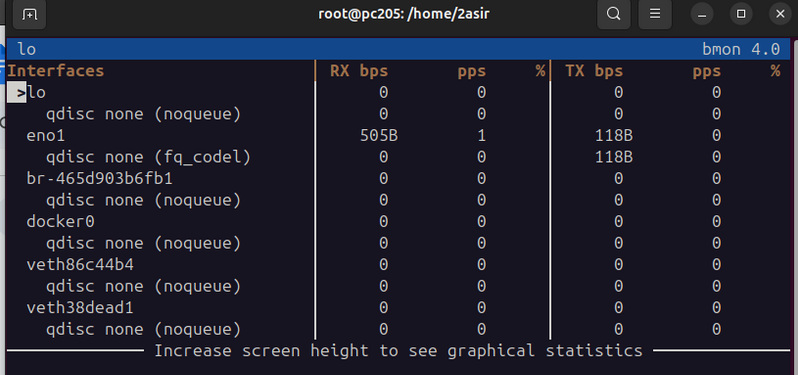 root@pc205: /home/2asir
lo bmon 4.0
Interfaces RX bps pps % TX bps pps %
>lo 0 0 0 0
qdisc none (noqueue) 0 0 0 0
eno1 505B 1 118B 0
qdisc none (fq_codel) 0 0 118B 0
br-465d903b6fb1 0 0 0 0
qdisc none (noqueue) 0 0 0 0
docker0 0 0 0 0
qdisc none (noqueue) 0 0 0 0
veth86c44b4 0 0 0 0
qdisc none (noqueue) 0 0 0 0
veth38dead1 0 0 0 0
qdisc none (noqueue) 0 0 0 0
Increase screen height to see graphical statistics